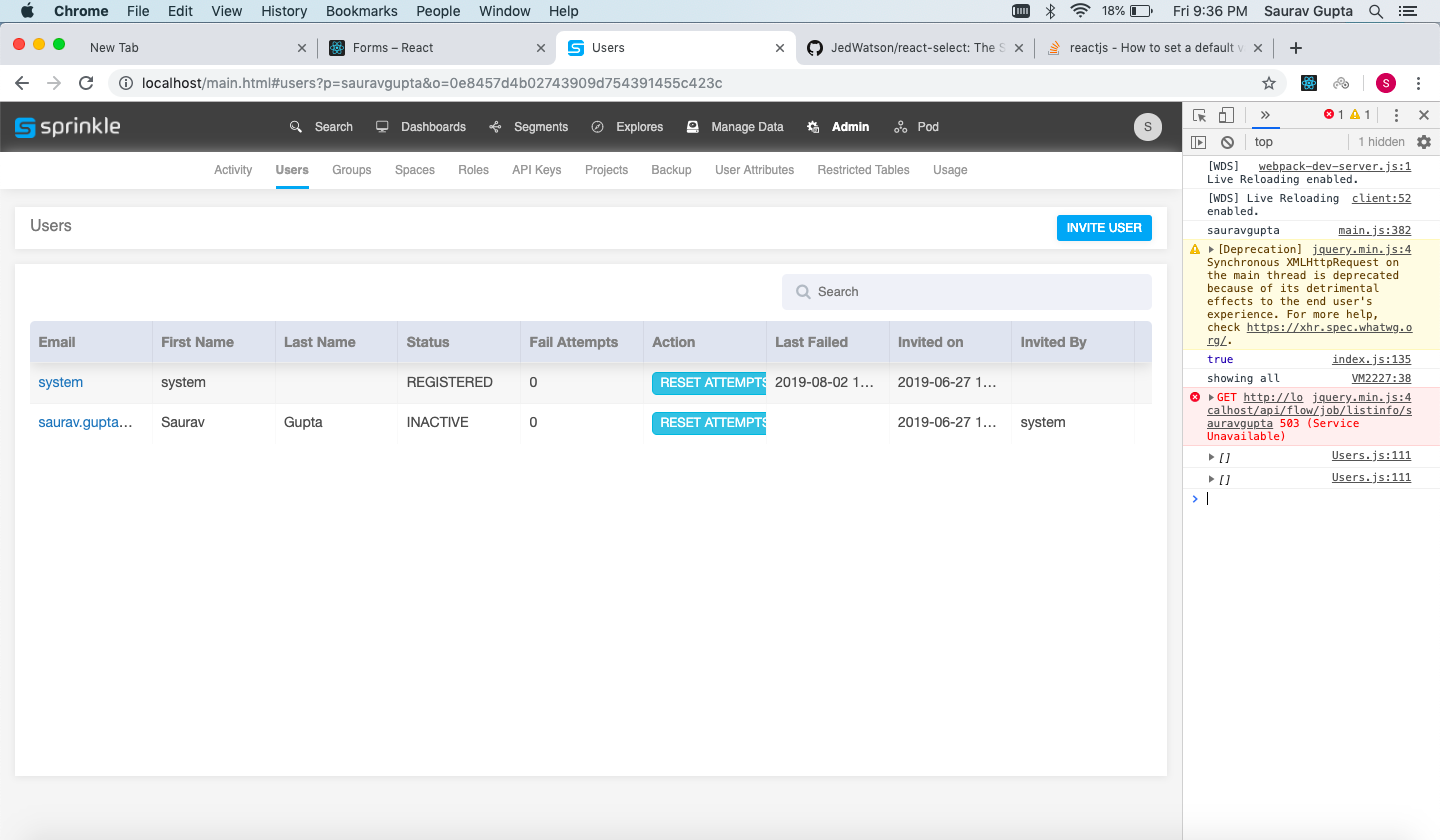 Chrome File Edit View History Bookmarks People Window Help 18% Fri 9:36 PM Saurav Gupta
New Tab Forms – React Users JedWatson/react-select: The S reactjs - How to set a default v
localhost/main.html#users?p=sauravgupta&o=0e8457d4b02743909d754391455c423c S
sprinkle Search Dashboards Segments Explores Manage Data Admin Pod S
Activity Users Groups Spaces Roles API Keys Projects Backup User Attributes Restricted Tables Usage
Users INVITE USER
Search
Email First Name Last Name Status Fail Attempts Action Last Failed Invited on Invited By
system system REGISTERED 0 RESET ATTEMPTS 2019-08-02 1... 2019-06-27 1...
saurav.gupta... Saurav Gupta INACTIVE 0 RESET ATTEMPTS 2019-06-27 1... system
1 1
top 1 hidden
[WDS] webpack-dev-server.js:1
Live Reloading enabled.
[WDS] Live Reloading client:52
enabled.
sauravgupta main.js:382
[Deprecation] jquery.min.js:4
Synchronous XMLHttpRequest on
the main thread is deprecated
because of its detrimental
effects to the end user's
experience. For more help,
check https://xhr.spec.whatwg.o
rg/.
true index.js:135
showing all VM2227:38
GET http://lo jquery.min.js:4
calhost/api/flow/job/listinfo/s
auravgupta 503 (Service
Unavailable)
[] Users.js:111
[] Users.js:111